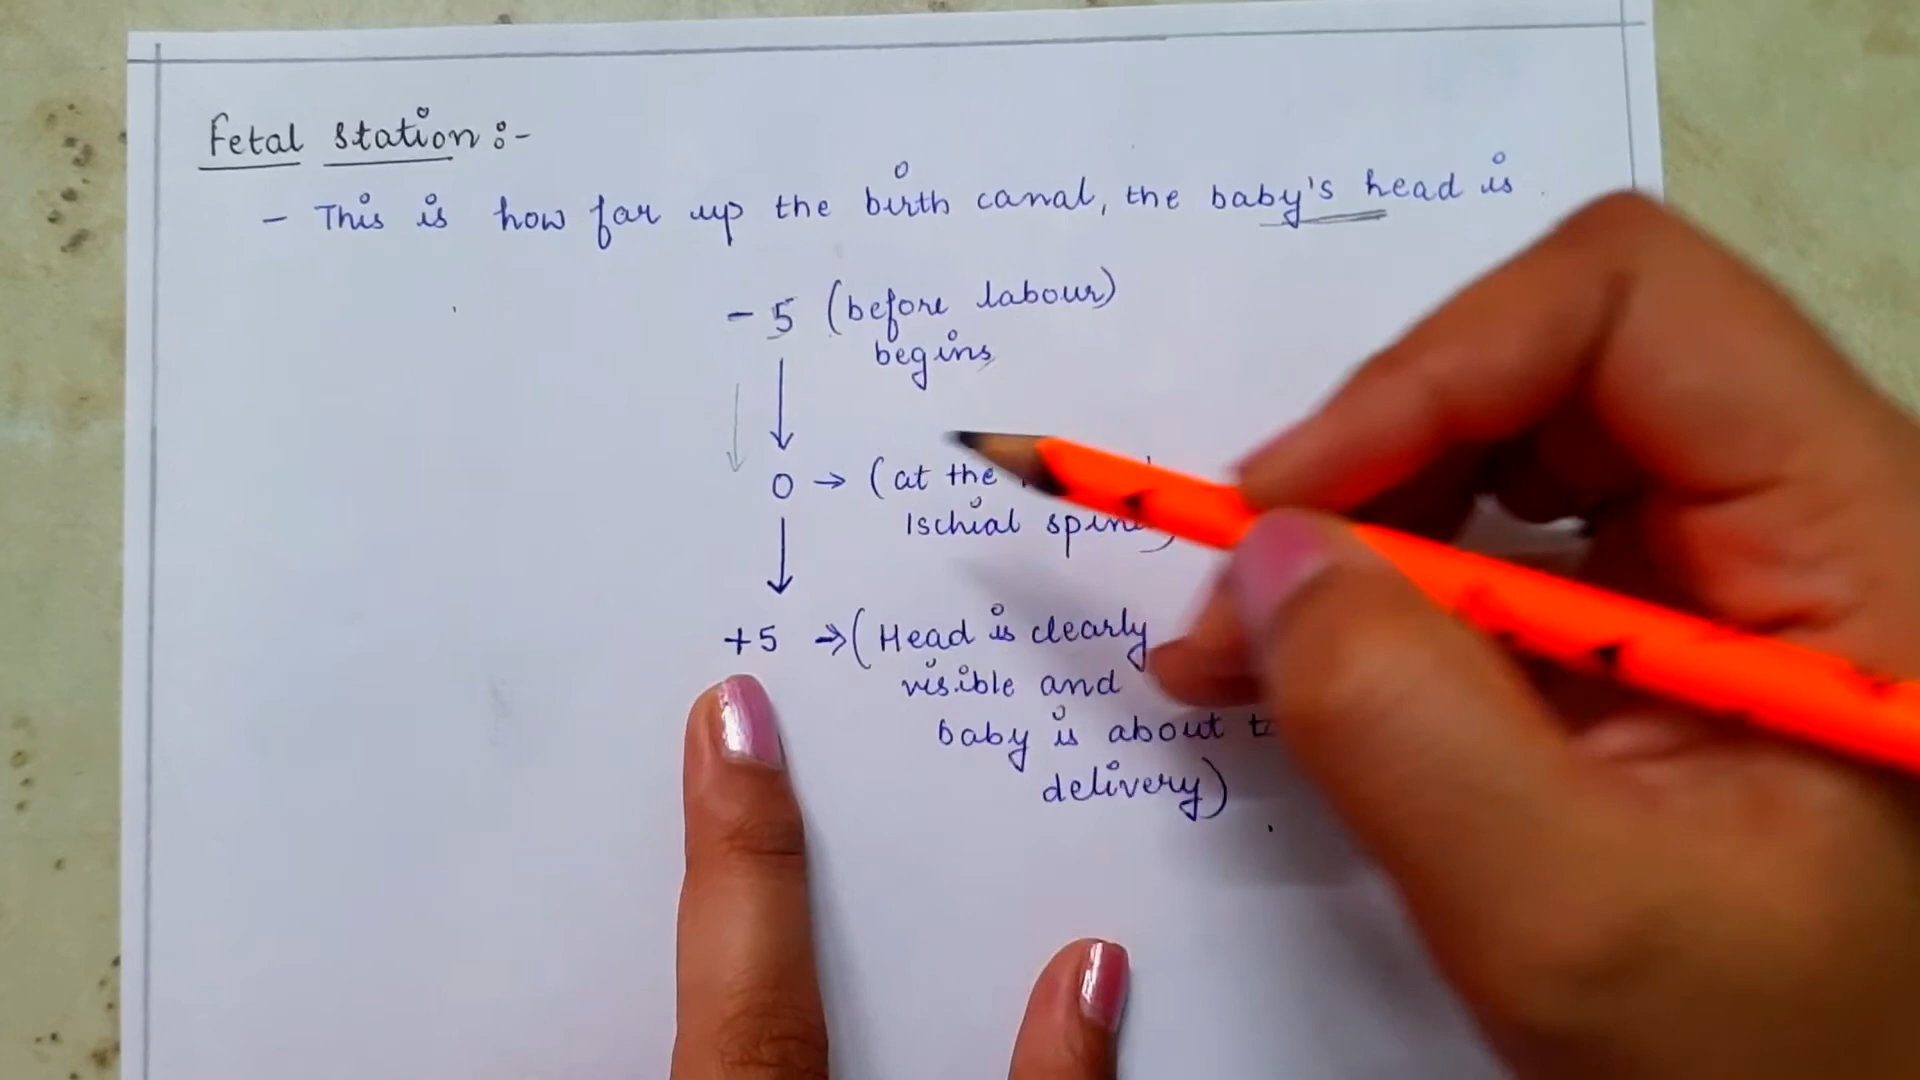 Fetal station :-
- This is how far up the birth canal, the baby's head is
- 5 (before labour)
begins
0 → (at the
Ischial spine)
+5 → (Head is clearly
visible and
baby is about
delivery)